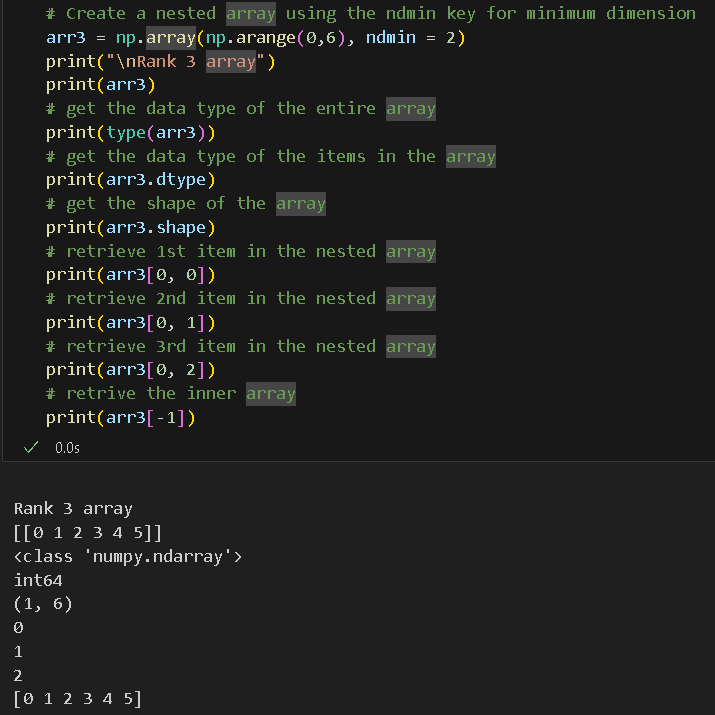 # Create a nested array using the ndmin key for minimum dimension
arr3 = np.array(np.arange(0,6), ndmin = 2)
print("\nRank 3 array")
print(arr3)
# get the data type of the entire array
print(type(arr3))
# get the data type of the items in the array
print(arr3.dtype)
# get the shape of the array
print(arr3.shape)
# retrieve 1st item in the nested array
print(arr3[0, 0])
# retrieve 2nd item in the nested array
print(arr3[0, 1])
# retrieve 3rd item in the nested array
print(arr3[0, 2])
# retrive the inner array
print(arr3[-1])
0.0s
Rank 3 array
[[0 1 2 3 4 5]]
<class 'numpy.ndarray'>
int64
(1, 6)
0
1
2
[0 1 2 3 4 5]